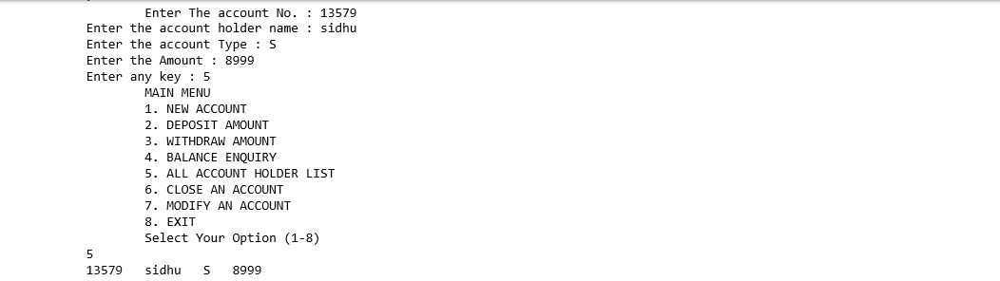 Enter The account No. : 13579
Enter the account holder name : sidhu
Enter the account Type : S
Enter the Amount : 8999
Enter any key : 5
MAIN MENU
1. NEW ACCOUNT
2. DEPOSIT AMOUNT
3. WITHDRAW AMOUNT
4. BALANCE ENQUIRY
5. ALL ACCOUNT HOLDER LIST
6. CLOSE AN ACCOUNT
7. MODIFY AN ACCOUNT
8. EXIT
Select Your Option (1-8)
5
13579   sidhu   S   8999